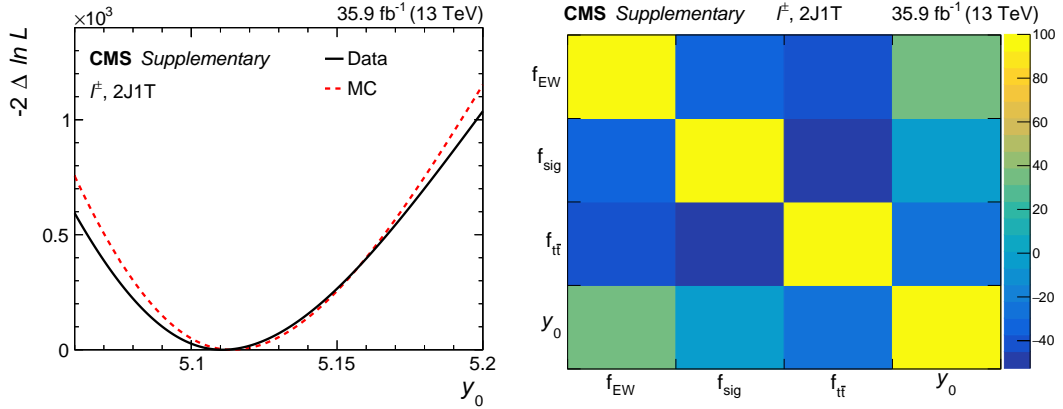 ×10³ 35.9 fb⁻¹ (13 TeV)
CMS Supplementary
l±, 2J1T
Data
MC
-2 Δ ln L
1
0.5
0
5.1 5.15 5.2
y₀
CMS Supplementary l±, 2J1T 35.9 fb⁻¹ (13 TeV)
f_EW
f_sig
f_tt̄
y₀
f_EW f_sig f_tt̄ y₀
100
80
60
40
20
0
−20
−40